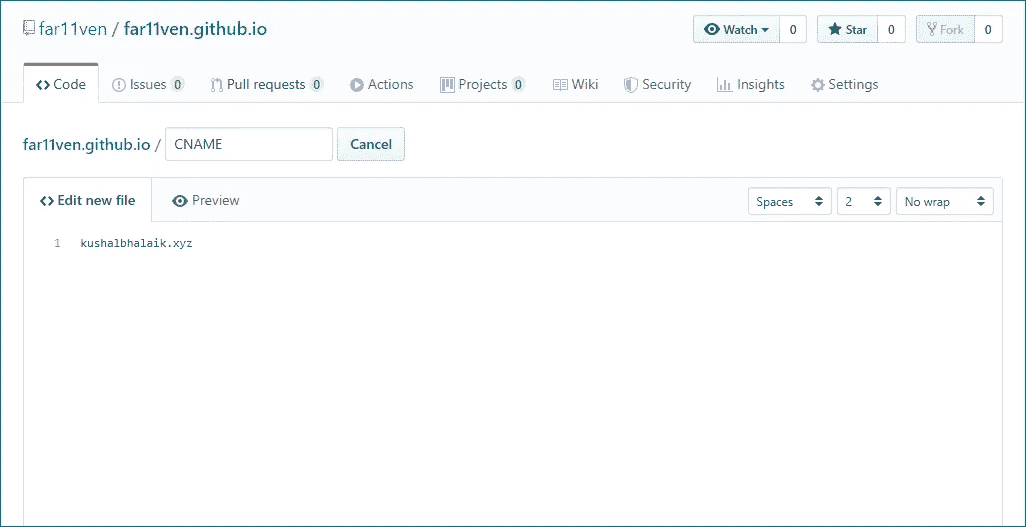 far11ven / far11ven.github.io Watch 0 Star 0 Fork 0
Code Issues 0 Pull requests 0 Actions Projects 0 Wiki Security Insights Settings
far11ven.github.io / CNAME Cancel
Edit new file Preview Spaces 2 No wrap
1 kushalbhalaik.xyz